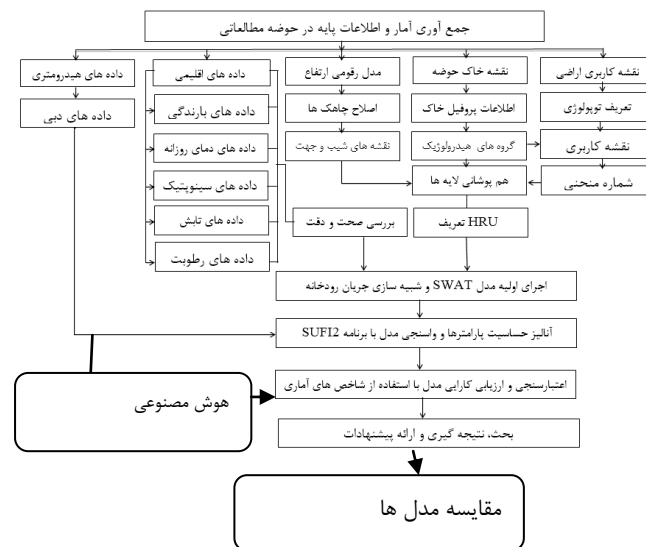 جمع آوری آمار و اطلاعات پایه در حوضه مطالعاتی
نقشه کاربری اراضی
نقشه خاک حوضه
مدل رقومی ارتفاع
داده های اقلیمی
داده های هیدرومتری
تعریف توپولوژی
اطلاعات پروفیل خاک
اصلاح چاهک ها
داده های بارندگی
داده های دبی
نقشه کاربری
گروه های هیدرولوژیک
نقشه های شیب و جهت
داده های دمای روزانه
شماره منحنی
هم پوشانی لایه ها
داده های سینوپتیک
تعریف HRU
بررسی صحت و دقت
داده های تابش
داده های رطوبت
اجرای اولیه مدل SWAT و شبیه سازی جریان رودخانه
آنالیز حساسیت پارامترها و واسنجی مدل با برنامه SUFI2
اعتبارسنجی و ارزیابی کارایی مدل با استفاده از شاخص های آماری
هوش مصنوعی
بحث، نتیجه گیری و ارائه پیشنهادات
مقایسه مدل ها